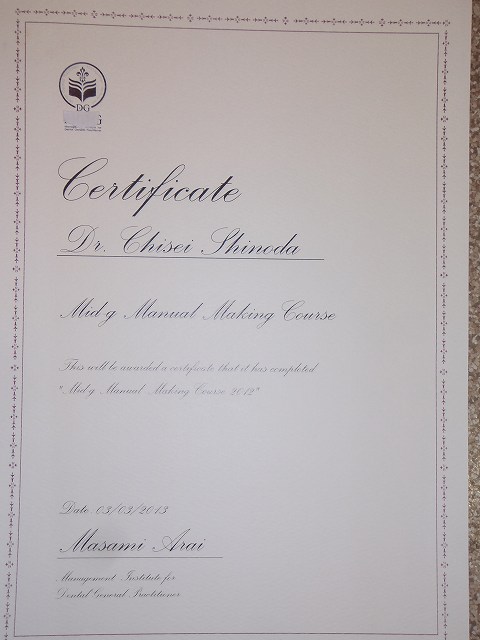 DG
Certificate
Dr. Chisei Shinoda
Mid-g Manual Making Course
This will be awarded a certificate that it has completed
"Mid-g Manual Making Course 2012"
Date 03/03/2013
Masami Arai
Management Institute for
Dental General Practitioner